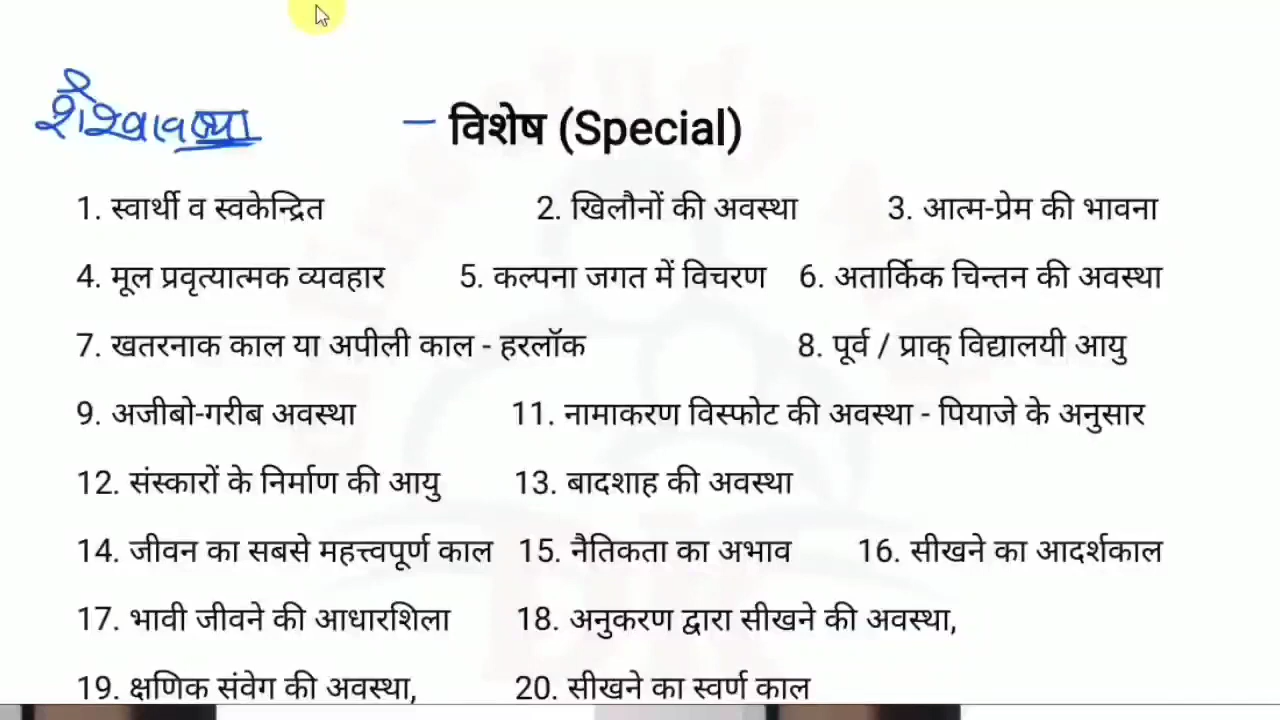 शैशवावस्था - विशेष (Special)
1. स्वार्थी व स्वकेन्द्रित 2. खिलौनों की अवस्था 3. आत्म-प्रेम की भावना
4. मूल प्रवृत्यात्मक व्यवहार 5. कल्पना जगत में विचरण 6. अतार्किक चिन्तन की अवस्था
7. खतरनाक काल या अपीली काल - हरलॉक 8. पूर्व / प्राक् विद्यालयी आयु
9. अजीबो-गरीब अवस्था 11. नामाकरण विस्फोट की अवस्था - पियाजे के अनुसार
12. संस्कारों के निर्माण की आयु 13. बादशाह की अवस्था
14. जीवन का सबसे महत्त्वपूर्ण काल 15. नैतिकता का अभाव 16. सीखने का आदर्शकाल
17. भावी जीवने की आधारशिला 18. अनुकरण द्वारा सीखने की अवस्था,
19. क्षणिक संवेग की अवस्था, 20. सीखने का स्वर्ण काल